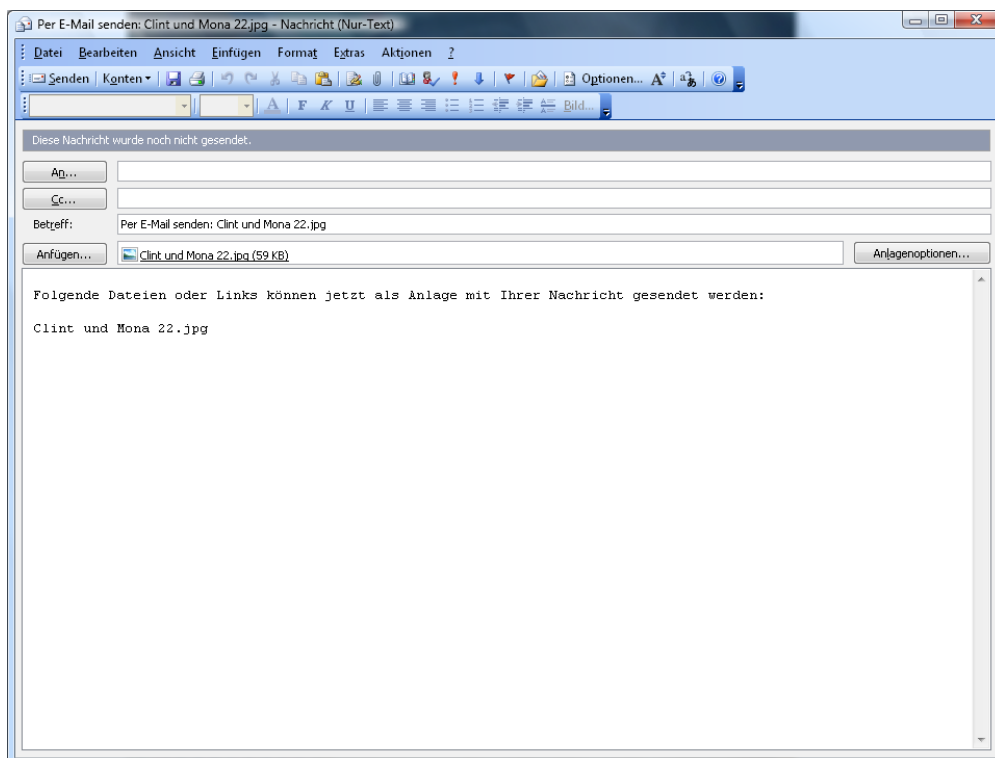 Per E-Mail senden: Clint und Mona 22.jpg - Nachricht (Nur-Text)
Datei Bearbeiten Ansicht Einfügen Format Extras Aktionen ?
Senden Konten Optionen...
A F K U Bild...
Diese Nachricht wurde noch nicht gesendet.
An...
Cc...
Betreff: Per E-Mail senden: Clint und Mona 22.jpg
Anfügen... Clint und Mona 22.jpg (59 KB) Anlagenoptionen...
Folgende Dateien oder Links können jetzt als Anlage mit Ihrer Nachricht gesendet werden:
Clint und Mona 22.jpg